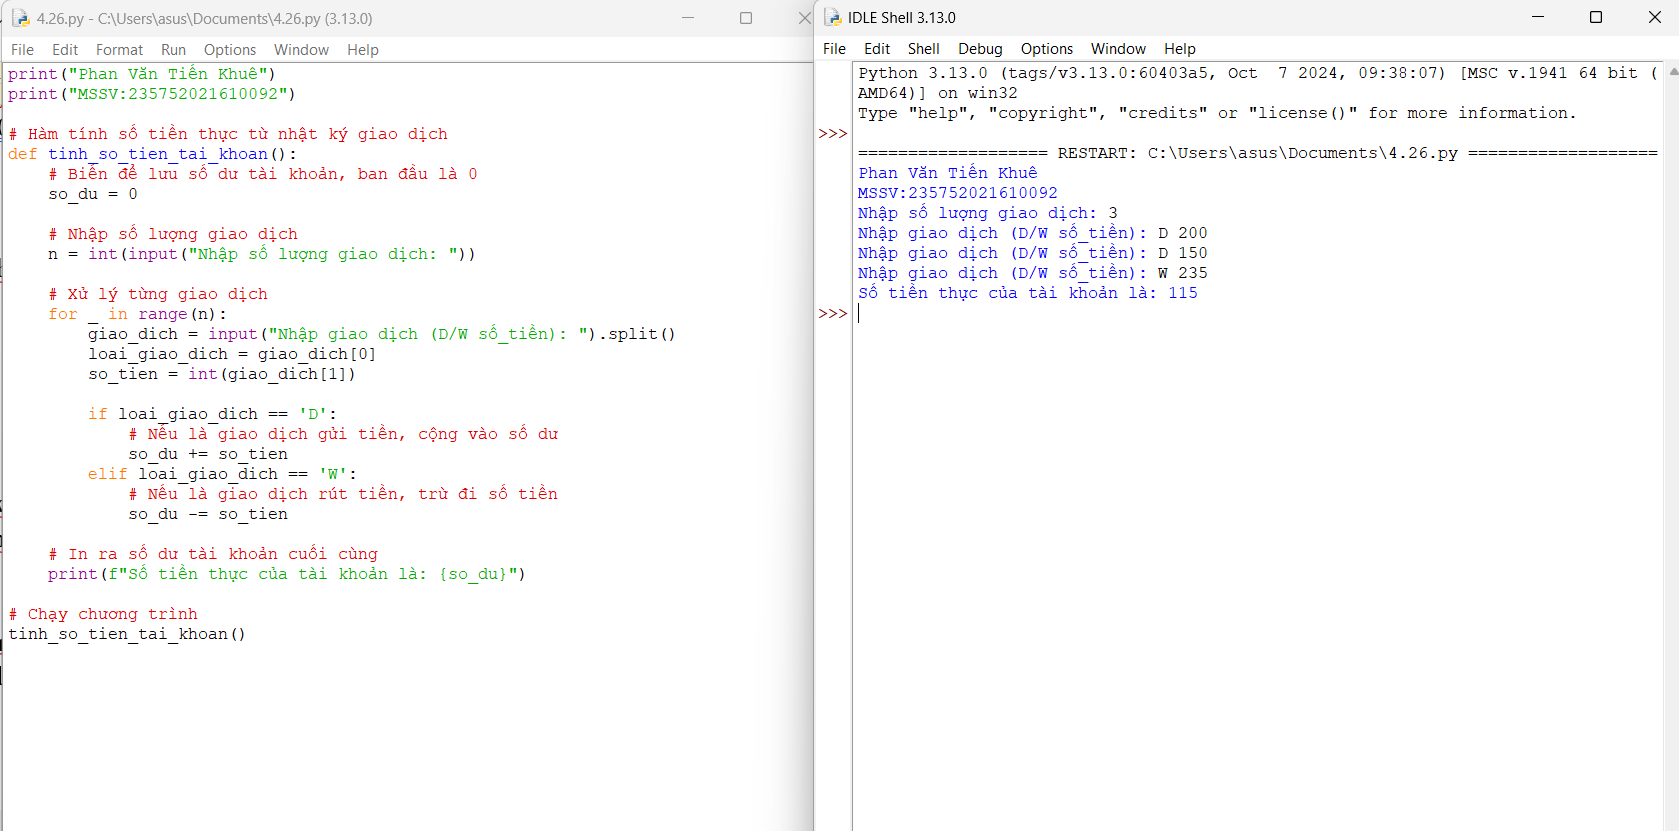 4.26.py - C:\Users\asus\Documents\4.26.py (3.13.0)
File Edit Format Run Options Window Help
print("Phan Văn Tiến Khuê")
print("MSSV:235752021610092")
# Hàm tính số tiền thực từ nhật ký giao dịch
def tinh_so_tien_tai_khoan():
    # Biến để lưu số dư tài khoản, ban đầu là 0
    so_du = 0
    # Nhập số lượng giao dịch
    n = int(input("Nhập số lượng giao dịch: "))
    # Xử lý từng giao dịch
    for _ in range(n):
        giao_dich = input("Nhập giao dịch (D/W số_tiền): ").split()
        loai_giao_dich = giao_dich[0]
        so_tien = int(giao_dich[1])
        if loai_giao_dich == 'D':
            # Nếu là giao dịch gửi tiền, cộng vào số dư
            so_du += so_tien
        elif loai_giao_dich == 'W':
            # Nếu là giao dịch rút tiền, trừ đi số tiền
            so_du -= so_tien
    # In ra số dư tài khoản cuối cùng
    print(f"Số tiền thực của tài khoản là: {so_du}")
# Chạy chương trình
tinh_so_tien_tai_khoan()
IDLE Shell 3.13.0
File Edit Shell Debug Options Window Help
Python 3.13.0 (tags/v3.13.0:60403a5, Oct  7 2024, 09:38:07) [MSC v.1941 64 bit (
AMD64)] on win32
Type "help", "copyright", "credits" or "license()" for more information.
>>>
=================== RESTART: C:\Users\asus\Documents\4.26.py ===================
Phan Văn Tiến Khuê
MSSV:235752021610092
Nhập số lượng giao dịch: 3
Nhập giao dịch (D/W số_tiền): D 200
Nhập giao dịch (D/W số_tiền): D 150
Nhập giao dịch (D/W số_tiền): W 235
Số tiền thực của tài khoản là: 115
>>>